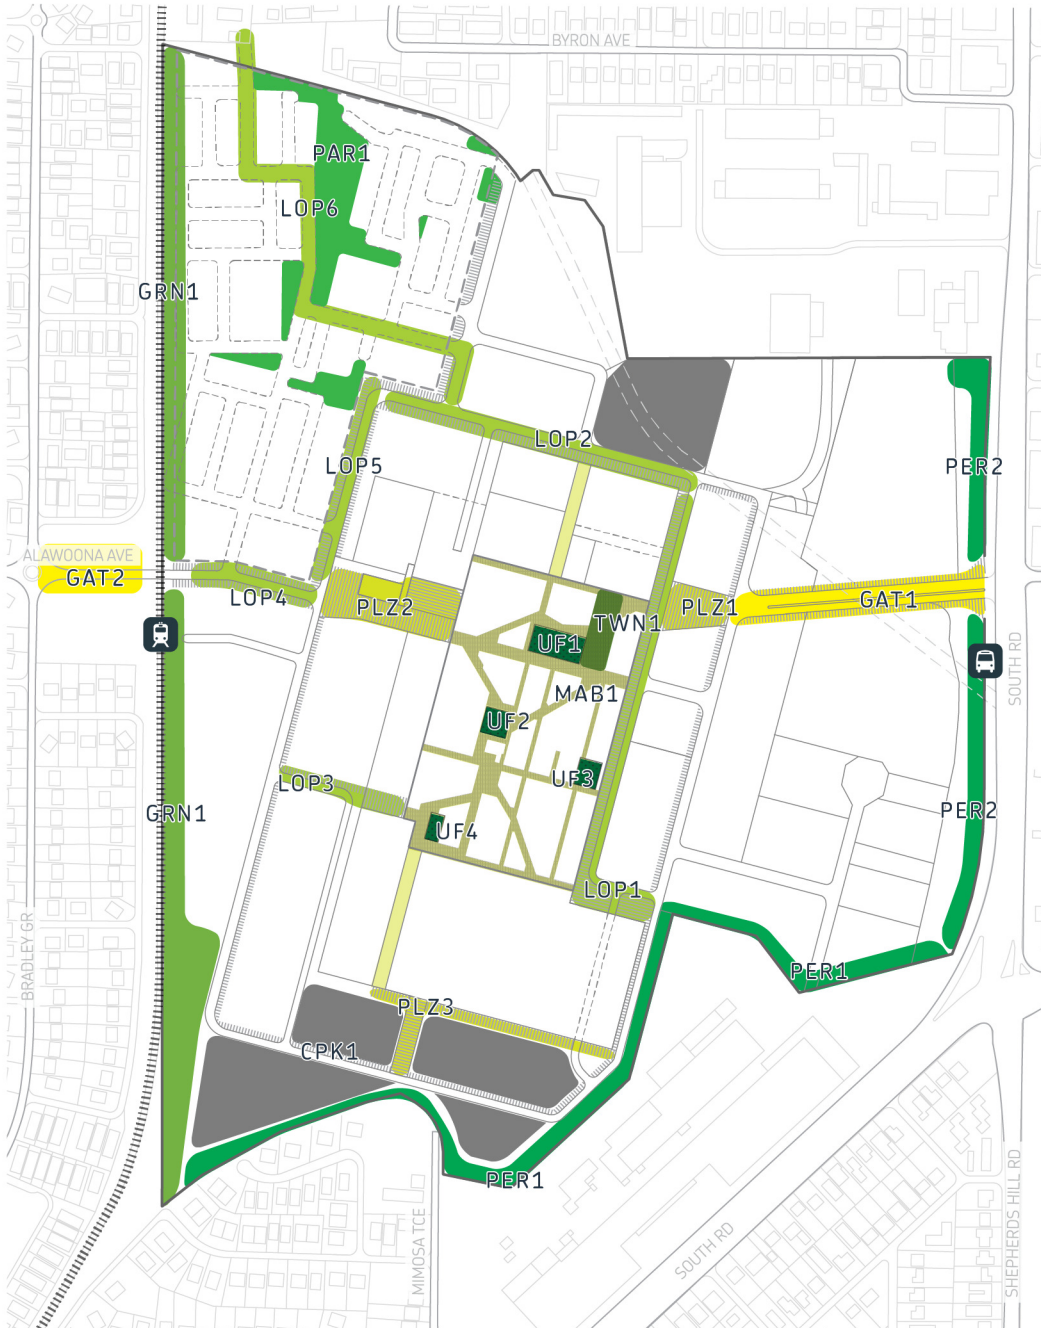 BYRON AVE
PAR1
LOP6
GRN1
LOP2
LOP5
PER2
ALAWOONA AVE
GAT2
LOP4
PLZ2
PLZ1
GAT1
TWN1
UF1
SOUTH RD
MAB1
UF2
UF3
LOP3
GRN1
PER2
UF4
LOP1
BRADLEY GR
PER1
PLZ3
CPK1
PER1
MIMOSA TCE
SOUTH RD
SHEPHERDS HILL RD